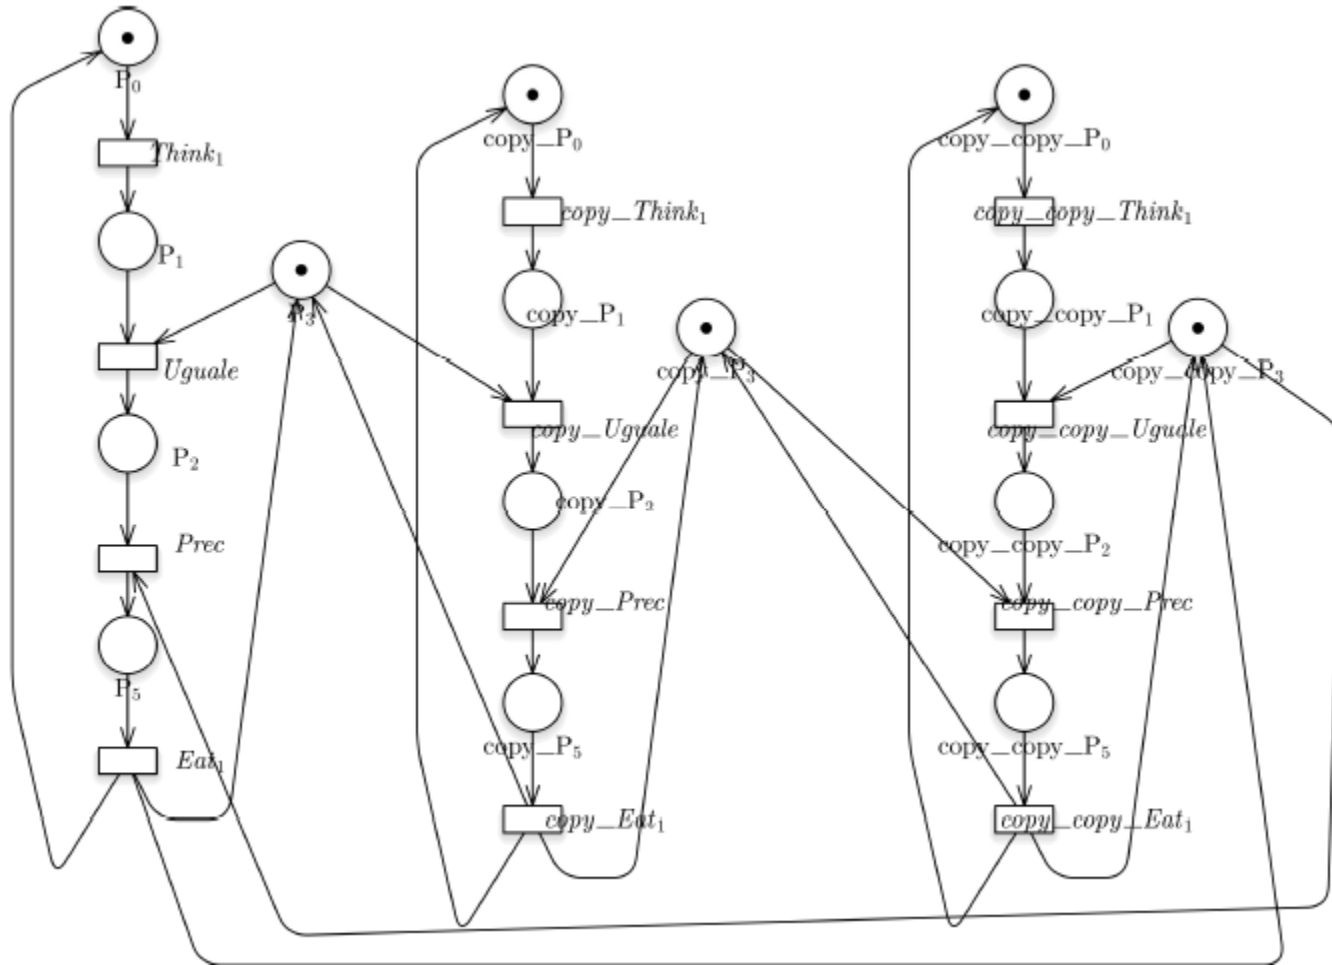 P₀
Think₁
P₁
P₃
Uguale
P₂
Prec
P₅
Eat₁
copy_P₀
copy_Think₁
copy_P₁
copy_P₃
copy_Uguale
copy_P₂
copy_Prec
copy_P₅
copy_Eat₁
copy_copy_P₀
copy_copy_Think₁
copy_copy_P₁
copy_copy_P₃
copy_copy_Uguale
copy_copy_P₂
copy_copy_Prec
copy_copy_P₅
copy_copy_Eat₁